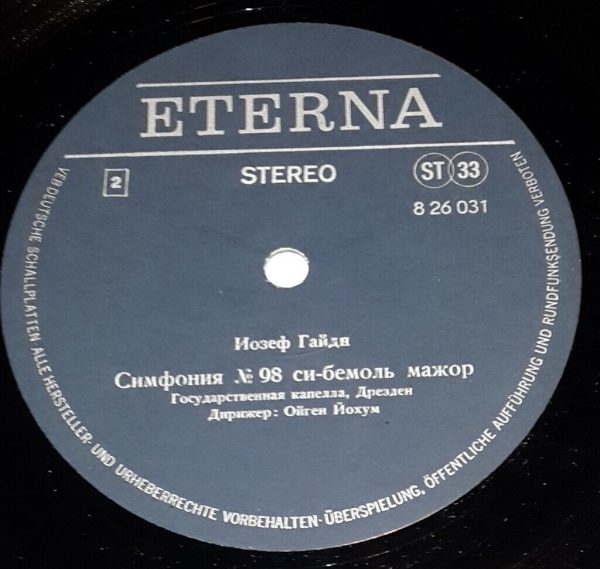 ETERNA
2
STEREO
ST 33
8 26 031
Иозеф Гайдн
Симфония № 98 си-бемоль мажор
Государственная капелла, Дрезден
Дирижер: Ойген Йохум
VEB DEUTSCHE SCHALLPLATTEN · ALLE HERSTELLER- UND URHEBERRECHTE VORBEHALTEN · ÜBERSPIELUNG, ÖFFENTLICHE AUFFÜHRUNG UND RUNDFUNKSENDUNG VERBOTEN